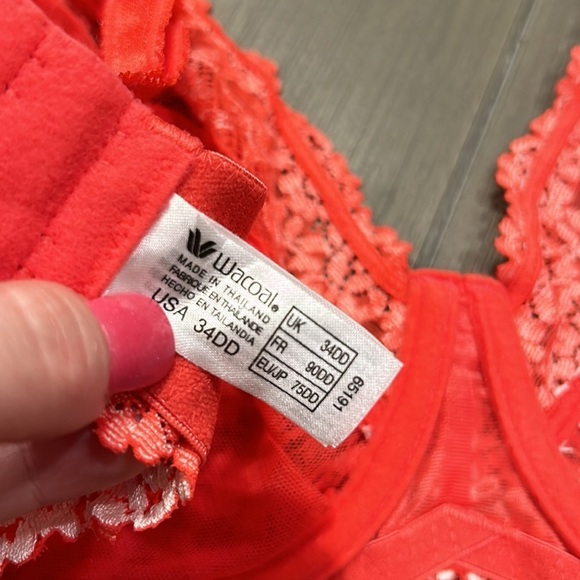 Wacoal®
MADE IN THAILAND
FABRIQUE EN THAÏLANDE
HECHO EN TAILANDIA
USA 34DD
UK 34DD
FR 90DD
EU/JP 75DD
65191